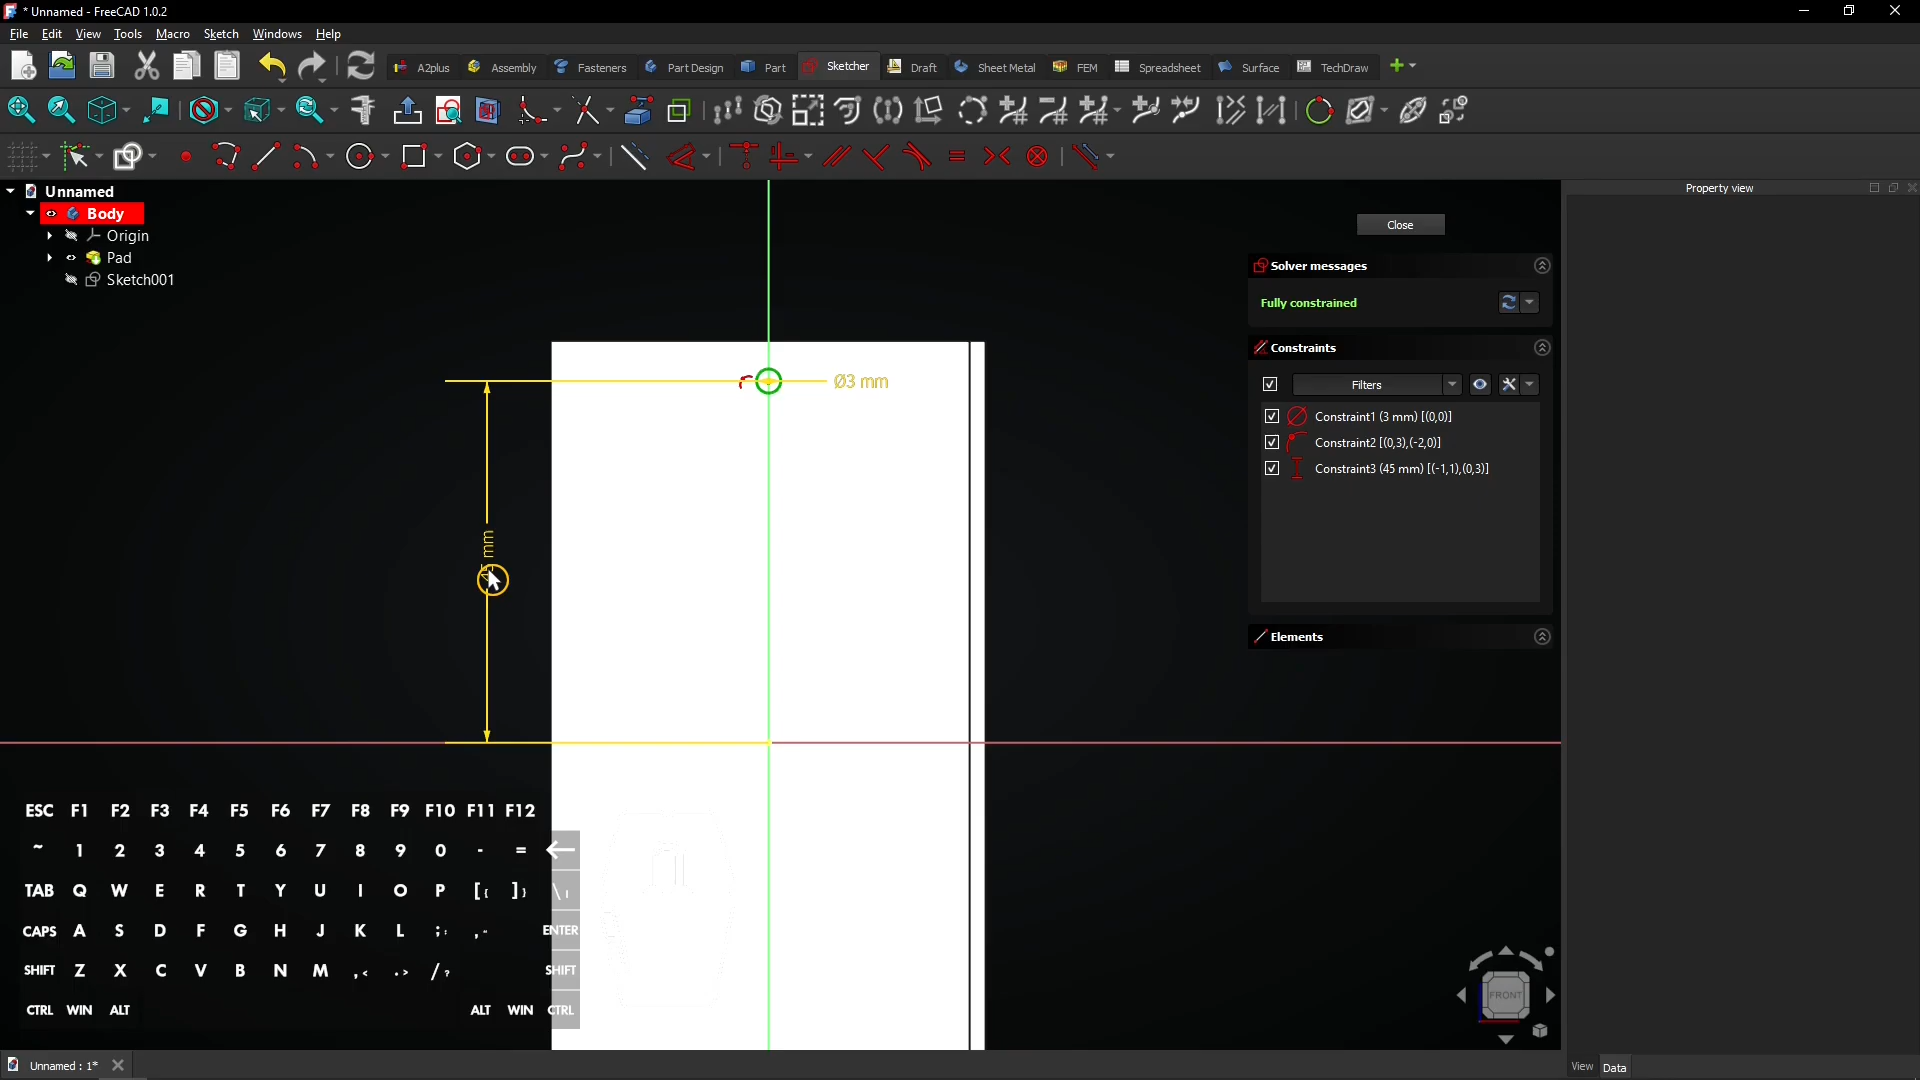 * Unnamed - FreeCAD 1.0.2
File Edit View Tools Macro Sketch Windows Help
A2plus Assembly Fasteners Part Design Part Sketcher Draft Sheet Metal FEM Spreadsheet Surface TechDraw
Unnamed
Body
Origin
Pad
Sketch001
Property view
Close
Solver messages
Fully constrained
Constraints
Filters
Constraint1 (3 mm) [(0,0)]
Constraint2 [(0,3),(-2,0)]
Constraint3 (45 mm) [(-1,1),(0,3)]
Elements
Ø3 mm
mm
ESC F1 F2 F3 F4 F5 F6 F7 F8 F9 F10 F11 F12
~ 1 2 3 4 5 6 7 8 9 0 - =
TAB Q W E R T Y U I O P [{ ]} \|
CAPS A S D F G H J K L ;: ," ENTER
SHIFT Z X C V B N M ,< .> /? SHIFT
CTRL WIN ALT ALT WIN CTRL
FRONT
Unnamed : 1*
View Data